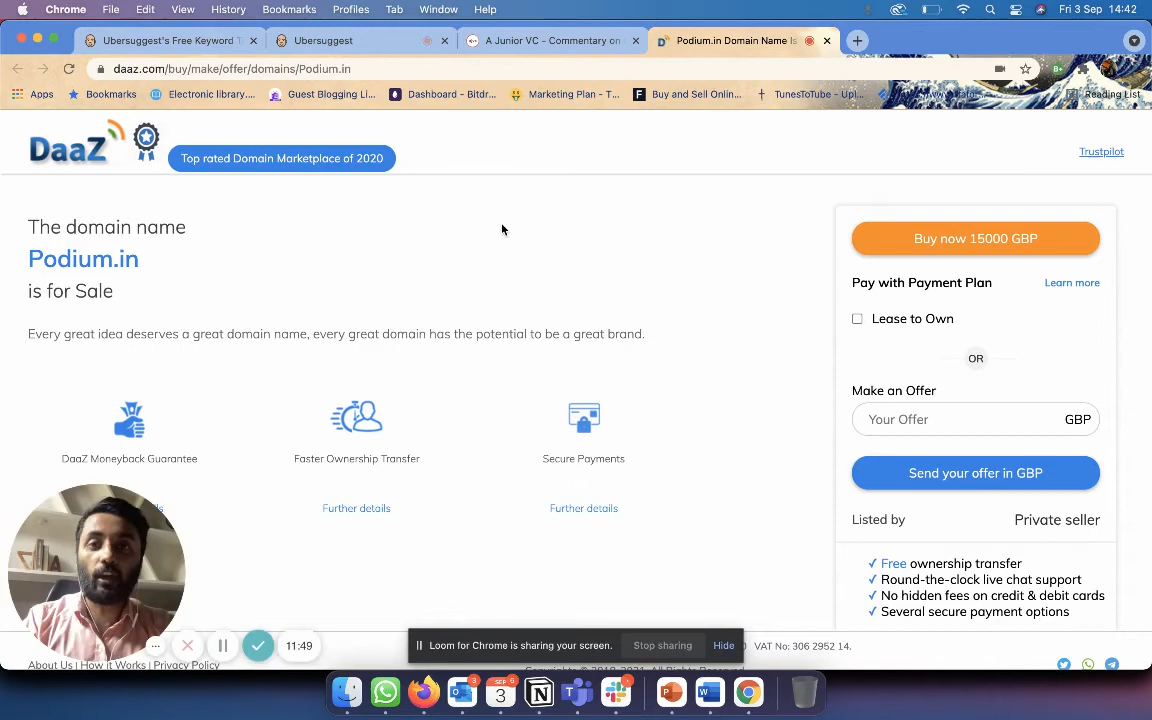 Chrome File Edit View History Bookmarks Profiles Tab Window Help Fri 3 Sep 14:42
Ubersuggest's Free Keyword T Ubersuggest A Junior VC - Commentary on Podium.in Domain Name Is
daaz.com/buy/make/offer/domains/Podium.in
Apps Bookmarks Electronic library.... Guest Blogging Li... Dashboard - Bitdr... Marketing Plan - T... Buy and Sell Onlin... TunesToTube - Upl... Reading List
DaaZ
Top rated Domain Marketplace of 2020
Trustpilot
The domain name
Podium.in
is for Sale
Every great idea deserves a great domain name, every great domain has the potential to be a great brand.
DaaZ Moneyback Guarantee Faster Ownership Transfer Secure Payments
Further details Further details
Buy now 15000 GBP
Pay with Payment Plan Learn more
Lease to Own
OR
Make an Offer
Your Offer GBP
Send your offer in GBP
Listed by Private seller
✓ Free ownership transfer
✓ Round-the-clock live chat support
✓ No hidden fees on credit & debit cards
✓ Several secure payment options
11:49
Loom for Chrome is sharing your screen. Stop sharing Hide
VAT No: 306 2952 14.
About Us | How it Works | Privacy Policy
3 SEP 3 6